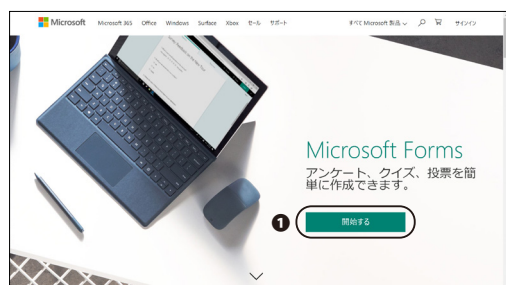 Microsoft Microsoft 365 Office Windows Surface Xbox セール サポート すべて Microsoft 製品 サインイン
Microsoft Forms
アンケート、クイズ、投票を簡
単に作成できます。
❶ 開始する